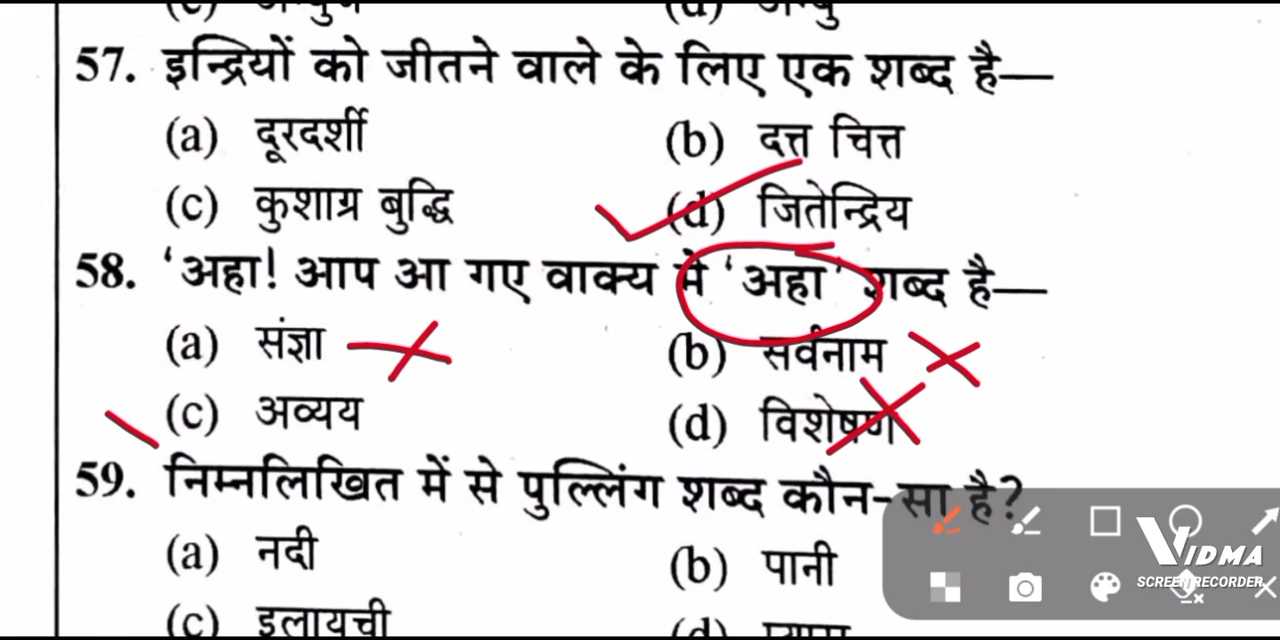 57. इन्द्रियों को जीतने वाले के लिए एक शब्द है—
(a) दूरदर्शी (b) दत्त चित्त
(c) कुशाग्र बुद्धि (d) जितेन्द्रिय
58. 'अहा! आप आ गए वाक्य में 'अहा' शब्द है—
(a) संज्ञा (b) सर्वनाम
(c) अव्यय (d) विशेषण
59. निम्नलिखित में से पुल्लिंग शब्द कौन-सा है?
(a) नदी (b) पानी
(c) इलायची (d)
VIDMA
SCREEN RECORDER